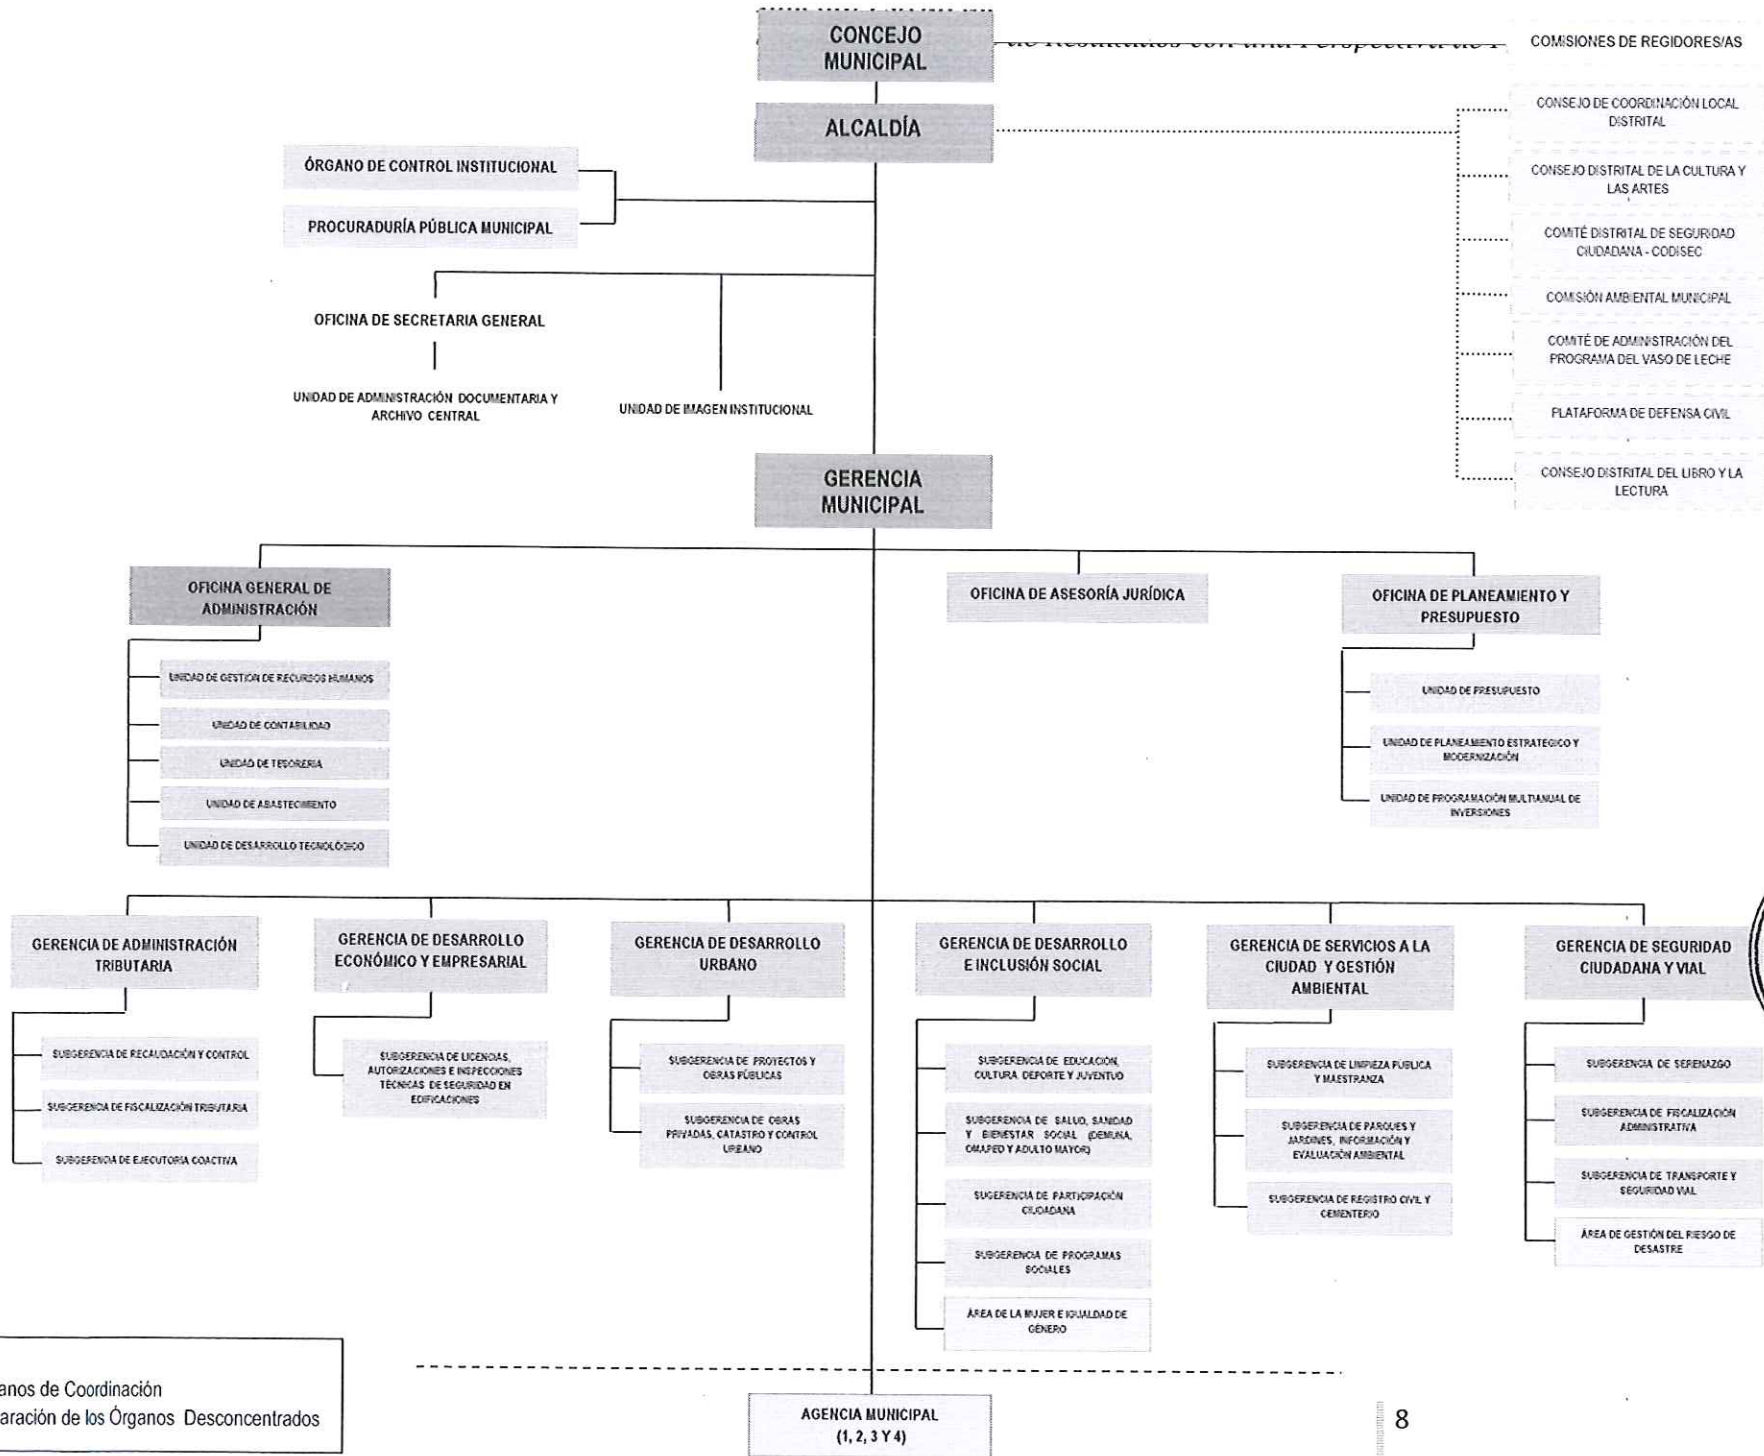 CONCEJO
MUNICIPAL
de Resultados con una Perspectiva de
COMISIONES DE REGIDORES/AS
ALCALDÍA
CONSEJO DE COORDINACIÓN LOCAL
DISTRITAL
CONSEJO DISTRITAL DE LA CULTURA Y
LAS ARTES
COMITÉ DISTRITAL DE SEGURIDAD
CIUDADANA - CODISEC
COMISIÓN AMBIENTAL MUNICIPAL
COMITÉ DE ADMINISTRACIÓN DEL
PROGRAMA DEL VASO DE LECHE
PLATAFORMA DE DEFENSA CIVIL
CONSEJO DISTRITAL DEL LIBRO Y LA
LECTURA
ÓRGANO DE CONTROL INSTITUCIONAL
PROCURADURÍA PÚBLICA MUNICIPAL
OFICINA DE SECRETARIA GENERAL
UNIDAD DE ADMINISTRACIÓN DOCUMENTARIA Y
ARCHIVO CENTRAL
UNIDAD DE IMAGEN INSTITUCIONAL
GERENCIA
MUNICIPAL
OFICINA GENERAL DE
ADMINISTRACIÓN
UNIDAD DE GESTION DE RECURSOS HUMANOS
UNIDAD DE CONTABILIDAD
UNIDAD DE TESORERIA
UNIDAD DE ABASTECIMIENTO
UNIDAD DE DESARROLLO TECNOLÓGICO
OFICINA DE ASESORÍA JURÍDICA
OFICINA DE PLANEAMIENTO Y
PRESUPUESTO
UNIDAD DE PRESUPUESTO
UNIDAD DE PLANEAMIENTO ESTRATEGICO Y
MODERNIZACIÓN
UNIDAD DE PROGRAMACIÓN MULTIANUAL DE
INVERSIONES
GERENCIA DE ADMINISTRACIÓN
TRIBUTARIA
SUBGERENCIA DE RECAUDACIÓN Y CONTROL
SUBGERENCIA DE FISCALIZACIÓN TRIBUTARIA
SUBGERENCIA DE EJECUTORIA COACTIVA
GERENCIA DE DESARROLLO
ECONÓMICO Y EMPRESARIAL
SUBGERENCIA DE LICENCIAS,
AUTORIZACIONES E INSPECCIONES
TÉCNICAS DE SEGURIDAD EN
EDIFICACIONES
GERENCIA DE DESARROLLO
URBANO
SUBGERENCIA DE PROYECTOS Y
OBRAS PÚBLICAS
SUBGERENCIA DE OBRAS
PRIVADAS, CATASTRO Y CONTROL
URBANO
GERENCIA DE DESARROLLO
E INCLUSIÓN SOCIAL
SUBGERENCIA DE EDUCACIÓN,
CULTURA DEPORTE Y JUVENTUD
SUBGERENCIA DE SALUD, SANIDAD
Y BIENESTAR SOCIAL (DEMUNA,
OMAPED Y ADULTO MAYOR)
SUGERENCIA DE PARTICIPACIÓN
CIUDADANA
SUBGERENCIA DE PROGRAMAS
SOCIALES
ÁREA DE LA MUJER E IGUALDAD DE
GÉNERO
GERENCIA DE SERVICIOS A LA
CIUDAD Y GESTIÓN
AMBIENTAL
SUBGERENCIA DE LIMPIEZA PÚBLICA
Y MAESTRANZA
SUBGERENCIA DE PARQUES Y
JARDINES, INFORMACIÓN Y
EVALUACIÓN AMBIENTAL
SUBGERENCIA DE REGISTRO CIVIL Y
CEMENTERIO
GERENCIA DE SEGURIDAD
CIUDADANA Y VIAL
SUBGERENCIA DE SERENAZGO
SUBGERENCIA DE FISCALIZACIÓN
ADMINISTRATIVA
SUBGERENCIA DE TRANSPORTE Y
SEGURIDAD VIAL
ÁREA DE GESTIÓN DEL RIESGO DE
DESASTRE
anos de Coordinación
aración de los Órganos Desconcentrados
AGENCIA MUNICIPAL
(1, 2, 3 Y 4)
8